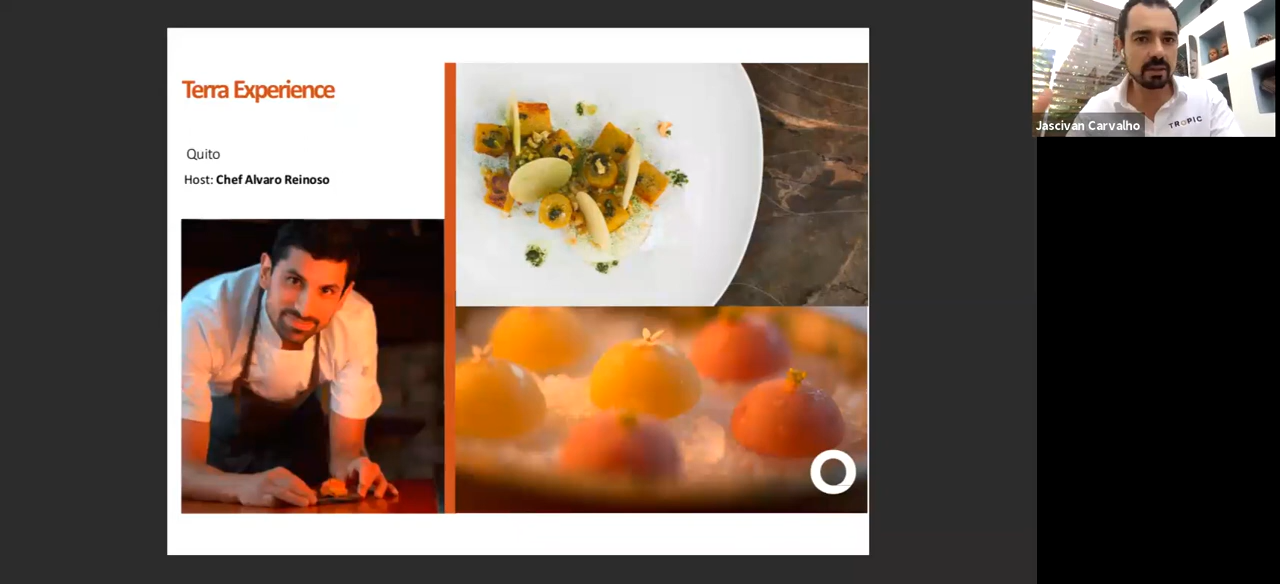 Terra Experience
Quito
Host: Chef Alvaro Reinoso
Jascivan Carvalho
TROPIC